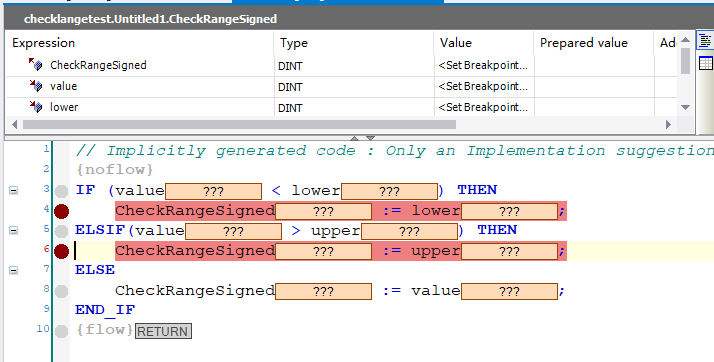 checklangetest.Untitled1.CheckRangeSigned
Expression Type Value Prepared value Ad
CheckRangeSigned DINT <Set Breakpoint...
value DINT <Set Breakpoint...
lower DINT <Set Breakpoint...
1 // Implicitly generated code : Only an Implementation suggestion
2 {noflow}
3 IF (value ??? < lower ??? ) THEN
4 CheckRangeSigned ??? := lower ??? ;
5 ELSIF(value ??? > upper ??? ) THEN
6 CheckRangeSigned ??? := upper ??? ;
7 ELSE
8 CheckRangeSigned ??? := value ??? ;
9 END_IF
10 {flow} RETURN